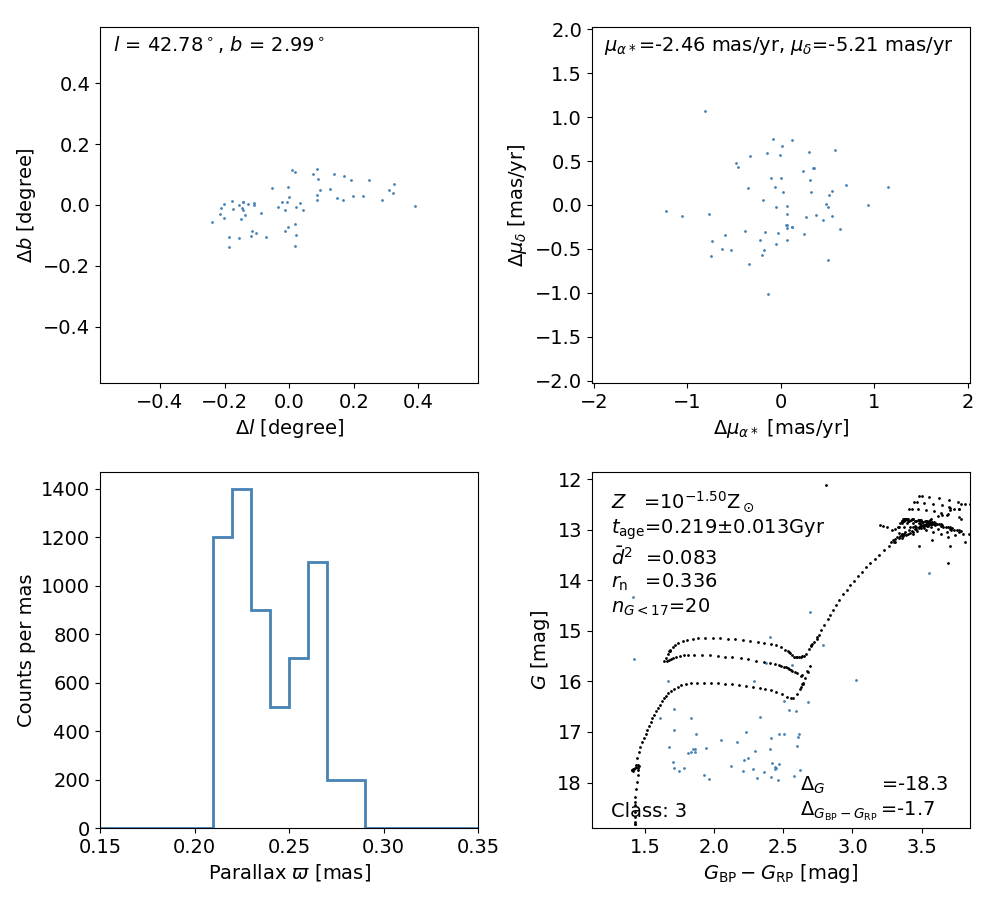 l = 42.78°, b = 2.99°
0.4
0.2
0.0
−0.2
−0.4
Δb [degree]
−0.4 −0.2 0.0 0.2 0.4
Δl [degree]
μα*=-2.46 mas/yr, μδ=-5.21 mas/yr
2.0
1.5
1.0
0.5
0.0
−0.5
−1.0
−1.5
−2.0
Δμδ [mas/yr]
−2 −1 0 1 2
Δμα* [mas/yr]
1400
1200
1000
800
600
400
200
0
Counts per mas
0.15 0.20 0.25 0.30 0.35
Parallax ϖ [mas]
12
13
14
15
16
17
18
G [mag]
Z =10^−1.50 Z⊙
tage=0.219±0.013Gyr
d̄² =0.083
rn =0.336
nG<17=20
ΔG =-18.3
ΔGBP−GRP =-1.7
Class: 3
1.5 2.0 2.5 3.0 3.5
GBP − GRP [mag]